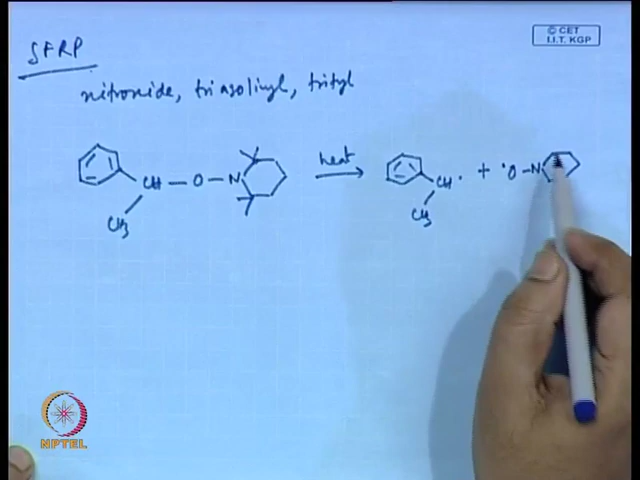 SFRP
© CET
I.I.T. KGP
nitroxide, triazolinyl, trityl
CH — O — N
CH3
heat
CH · + ·O — N
CH3
NPTEL